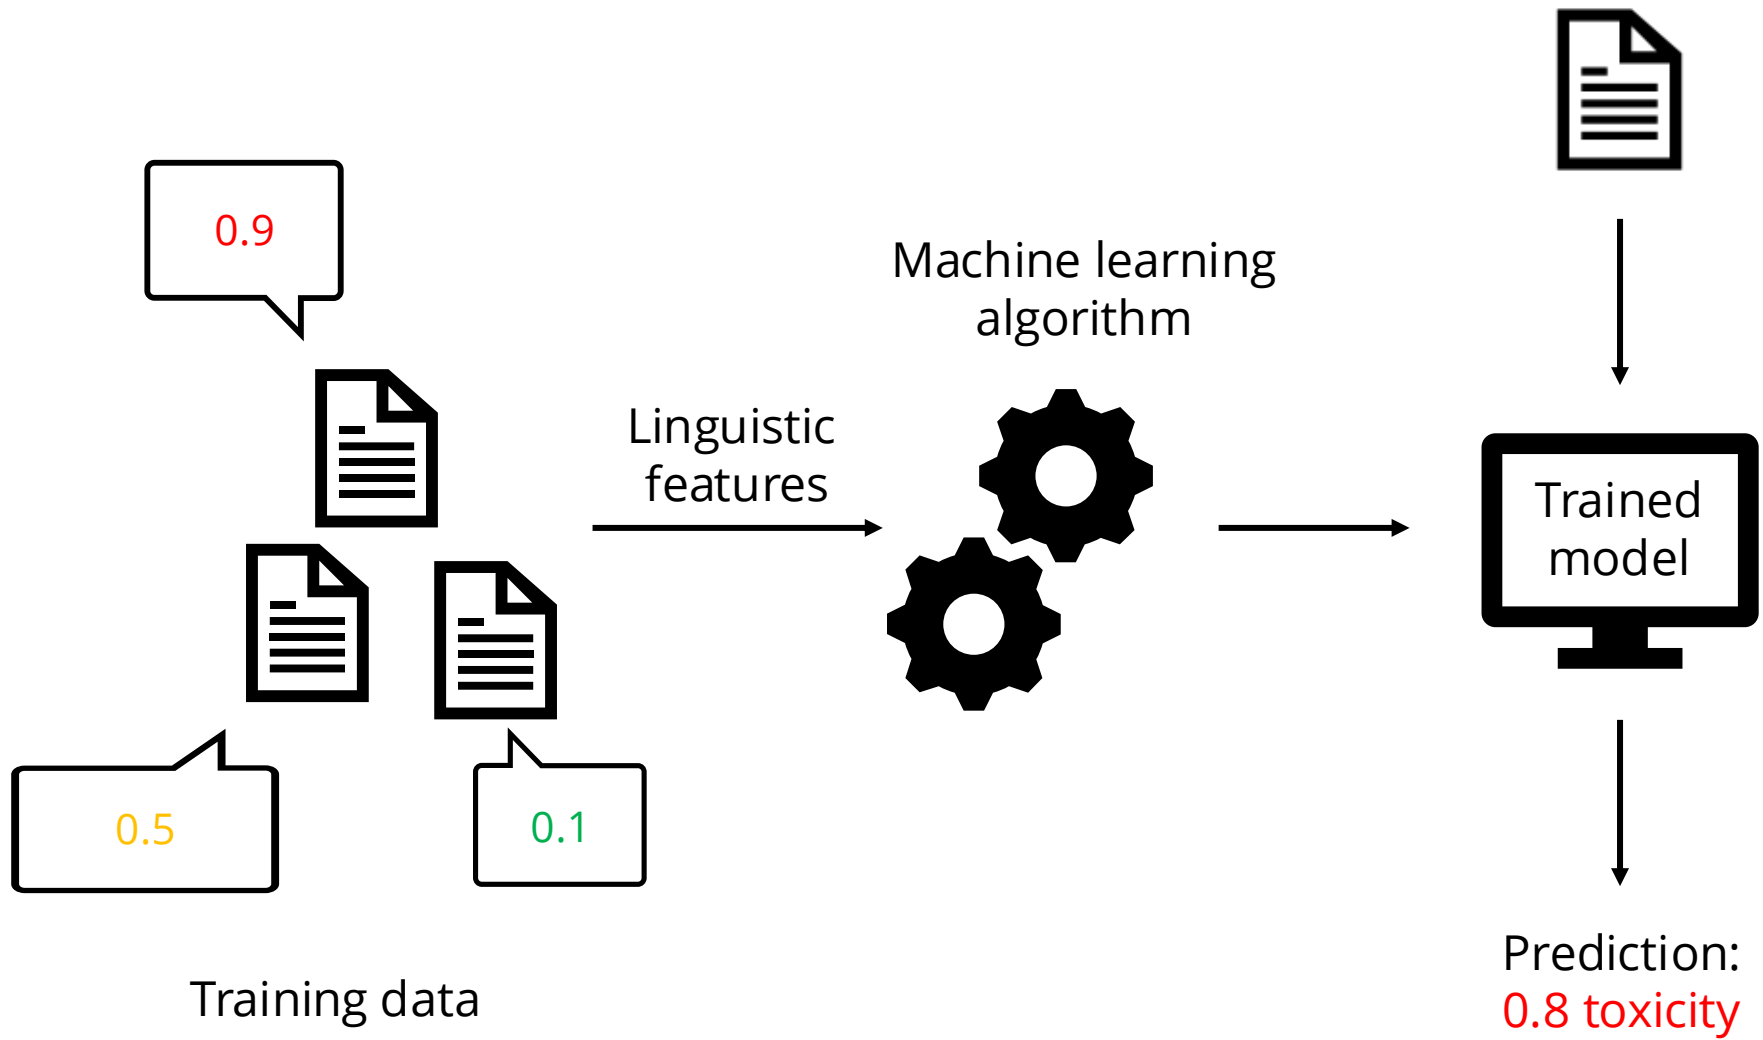 0.9
Machine learning
algorithm
Linguistic
features
Trained
model
0.5
0.1
Training data
Prediction:
0.8 toxicity